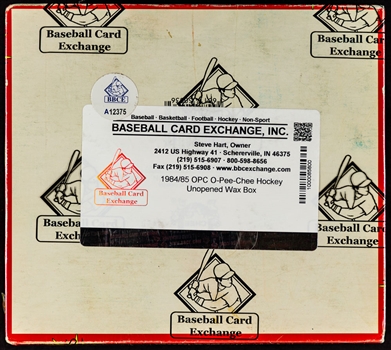 Baseball Card
Exchange
Baseball Card
Exchange
BBCE
A12375
Baseball · Basketball · Football · Hockey · Non-Sport
BASEBALL CARD EXCHANGE, INC.
Steve Hart, Owner
2412 US Highway 41 · Schererville, IN 46375
(219) 515-6907 · 800-598-8656
Fax (219) 515-6908 · www.bbcexchange.com
1984/85 OPC O-Pee-Chee Hockey
Unopened Wax Box
Baseball Card
Exchange
Baseball Card
Exch
Baseball Card
Exchange
Baseball Card
Exchange